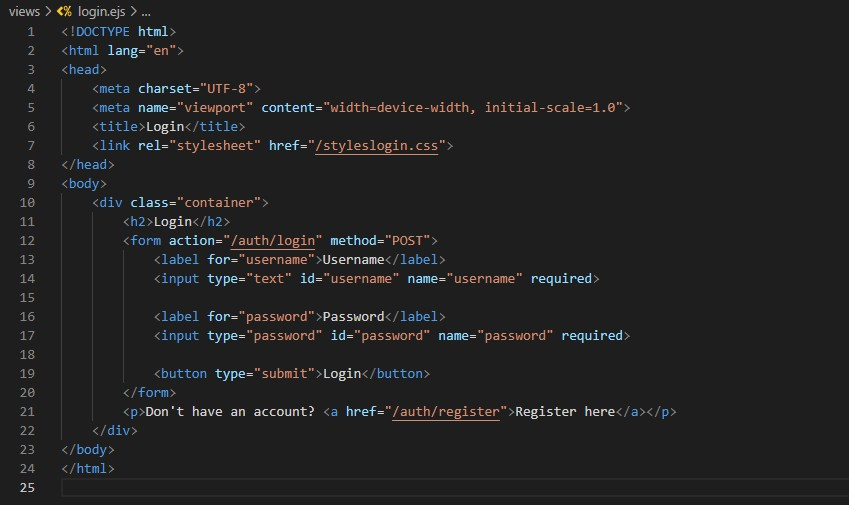 views > <% login.ejs > ...
1 <!DOCTYPE html>
2 <html lang="en">
3 <head>
4     <meta charset="UTF-8">
5     <meta name="viewport" content="width=device-width, initial-scale=1.0">
6     <title>Login</title>
7     <link rel="stylesheet" href="/styleslogin.css">
8 </head>
9 <body>
10     <div class="container">
11         <h2>Login</h2>
12         <form action="/auth/login" method="POST">
13             <label for="username">Username</label>
14             <input type="text" id="username" name="username" required>
15
16             <label for="password">Password</label>
17             <input type="password" id="password" name="password" required>
18
19             <button type="submit">Login</button>
20         </form>
21         <p>Don't have an account? <a href="/auth/register">Register here</a></p>
22     </div>
23 </body>
24 </html>
25